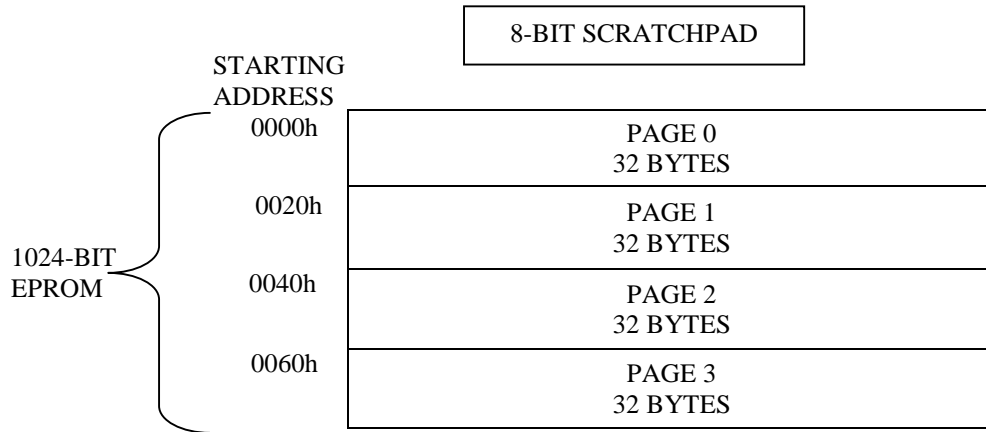 8-BIT SCRATCHPAD
STARTING
ADDRESS
0000h
PAGE 0
32 BYTES
0020h
PAGE 1
32 BYTES
1024-BIT
EPROM
0040h
PAGE 2
32 BYTES
0060h
PAGE 3
32 BYTES